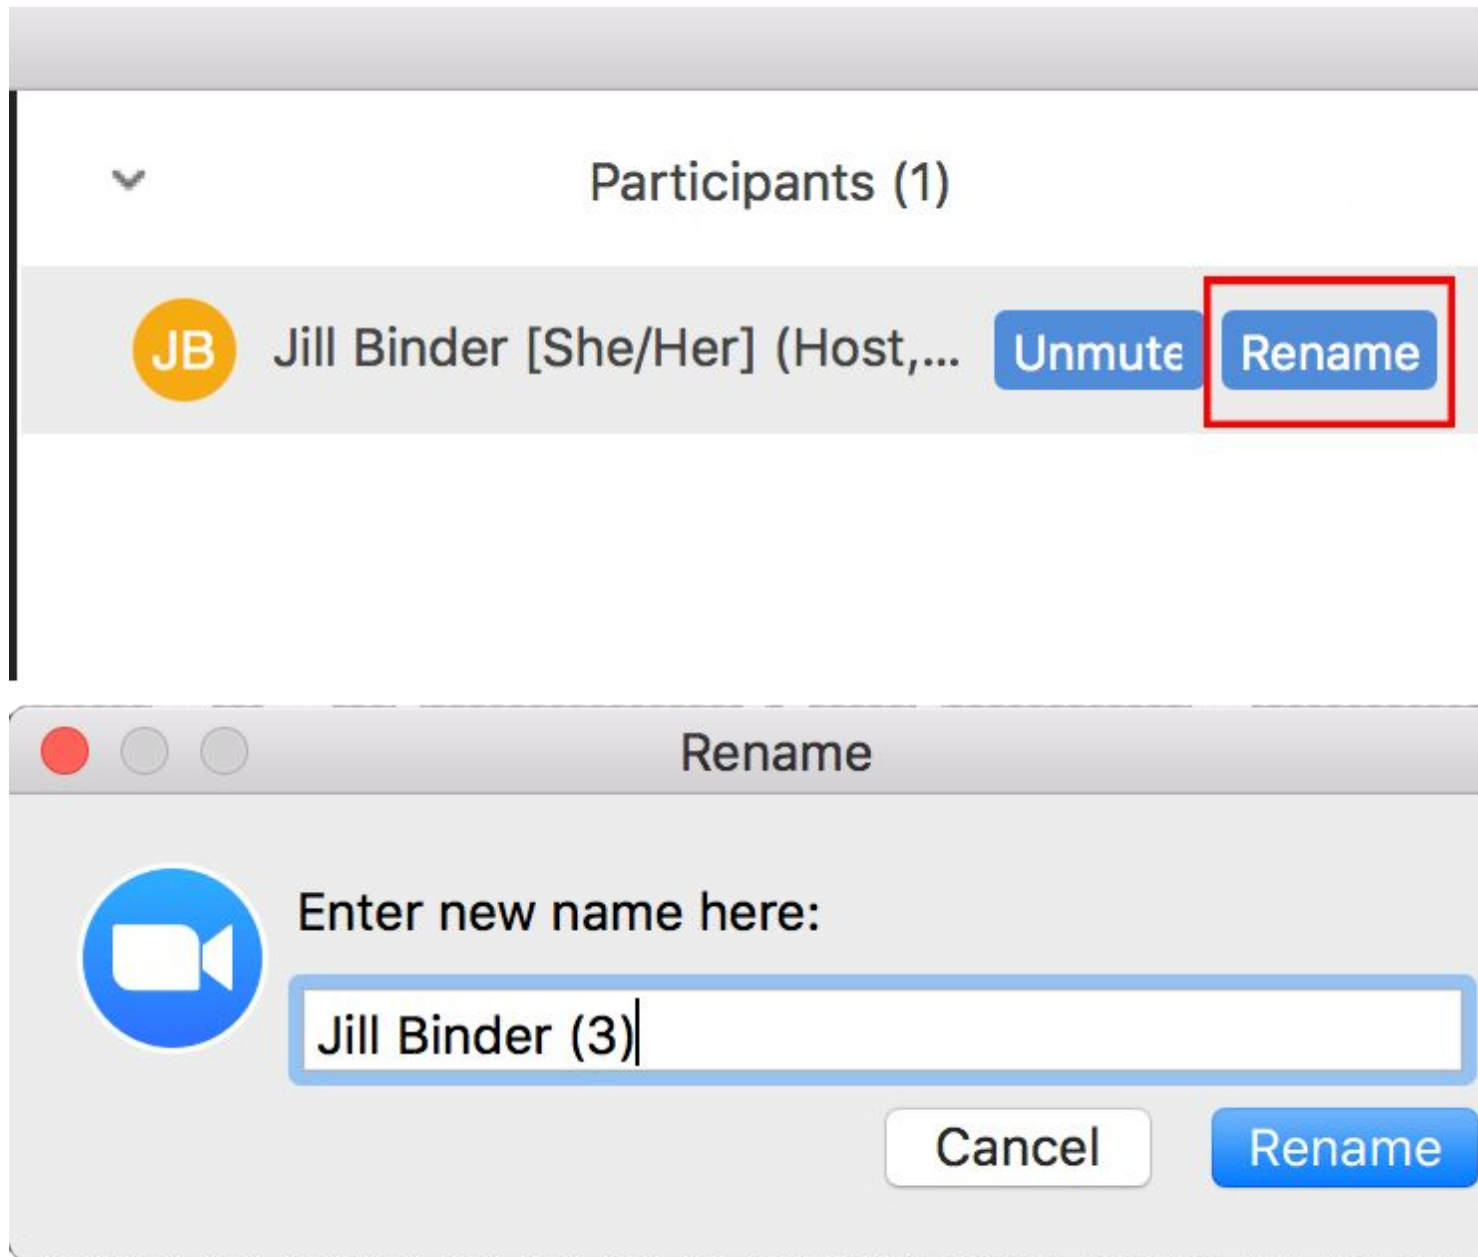 Participants (1)
JB Jill Binder [She/Her] (Host,... Unmute Rename
Rename
Enter new name here:
Jill Binder (3)
Cancel Rename